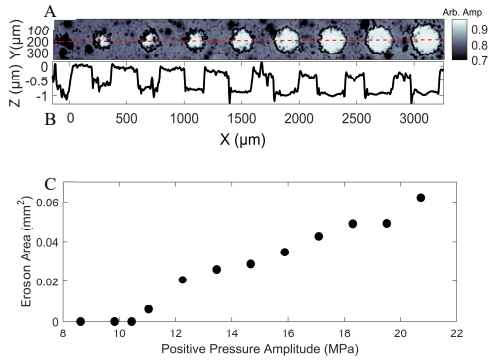 A
Arb. Amp
Y(μm)
100
200
300
0.9
0.8
0.7
Z (μm)
0
-0.5
-1
B
0 500 1000 1500 2000 2500 3000
X (μm)
C
Eroson Area (mm²)
0.06
0.04
0.02
0
8 10 12 14 16 18 20 22
Positive Pressure Amplitude (MPa)